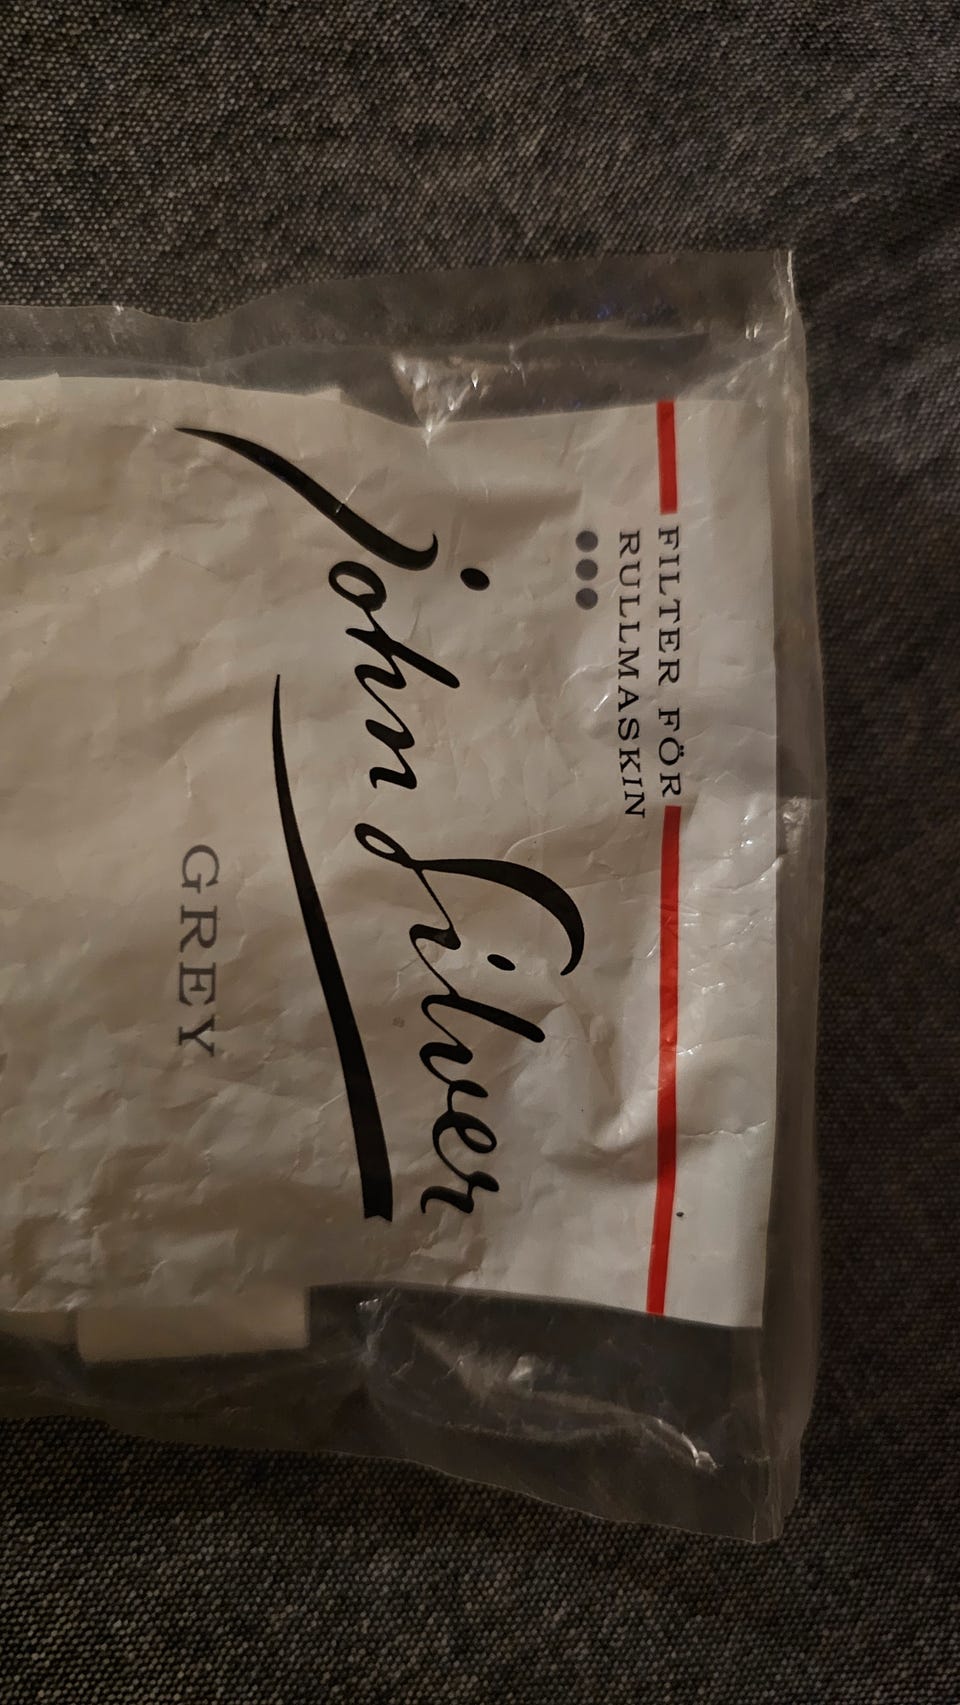 FILTER FÖR
RULLMASKIN
John Silver
GREY